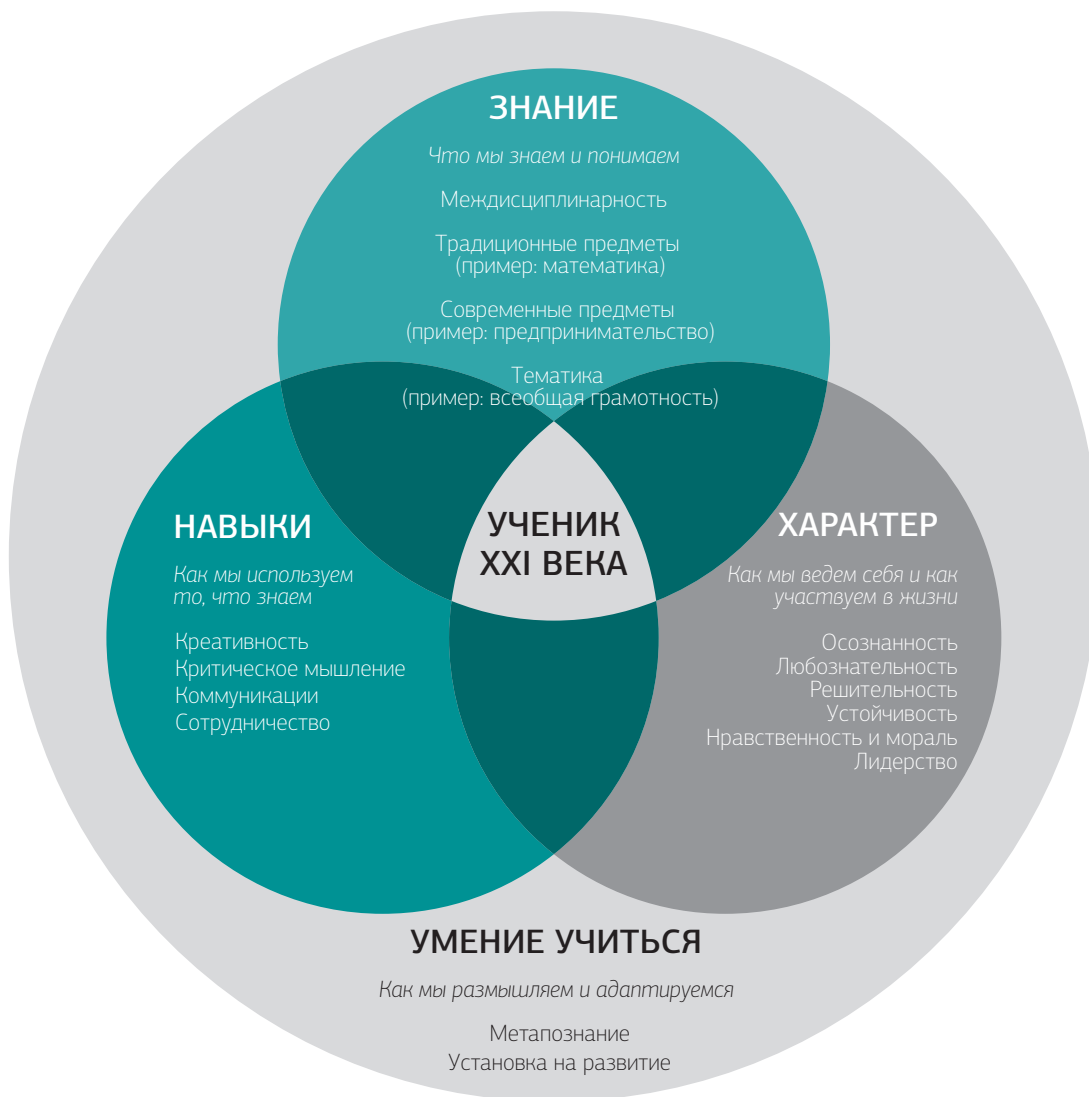 ЗНАНИЕ
Что мы знаем и понимаем
Междисциплинарность
Традиционные предметы
(пример: математика)
Современные предметы
(пример: предпринимательство)
Тематика
(пример: всеобщая грамотность)
НАВЫКИ
Как мы используем
то, что знаем
Креативность
Критическое мышление
Коммуникации
Сотрудничество
УЧЕНИК
XXI ВЕКА
ХАРАКТЕР
Как мы ведем себя и как
участвуем в жизни
Осознанность
Любознательность
Решительность
Устойчивость
Нравственность и мораль
Лидерство
УМЕНИЕ УЧИТЬСЯ
Как мы размышляем и адаптируемся
Метапознание
Установка на развитие